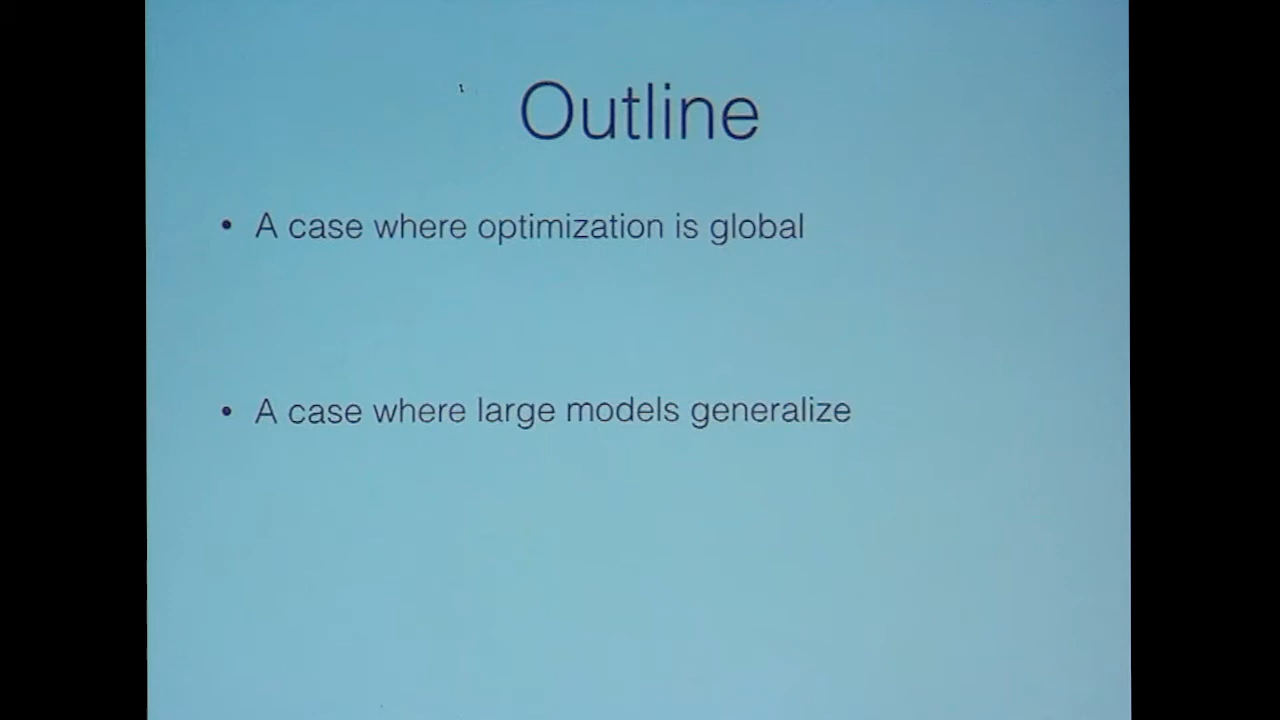 Outline
• A case where optimization is global
• A case where large models generalize